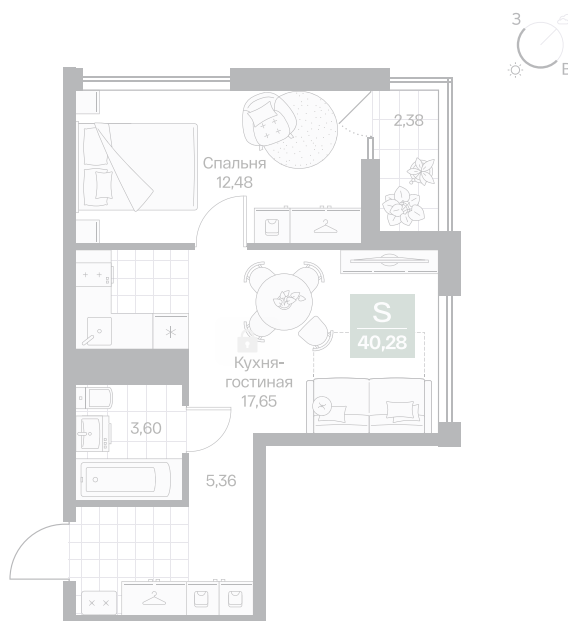 З
В
2,38
Спальня
12,48
S
40,28
Кухня-
гостиная
17,65
3,60
5,36